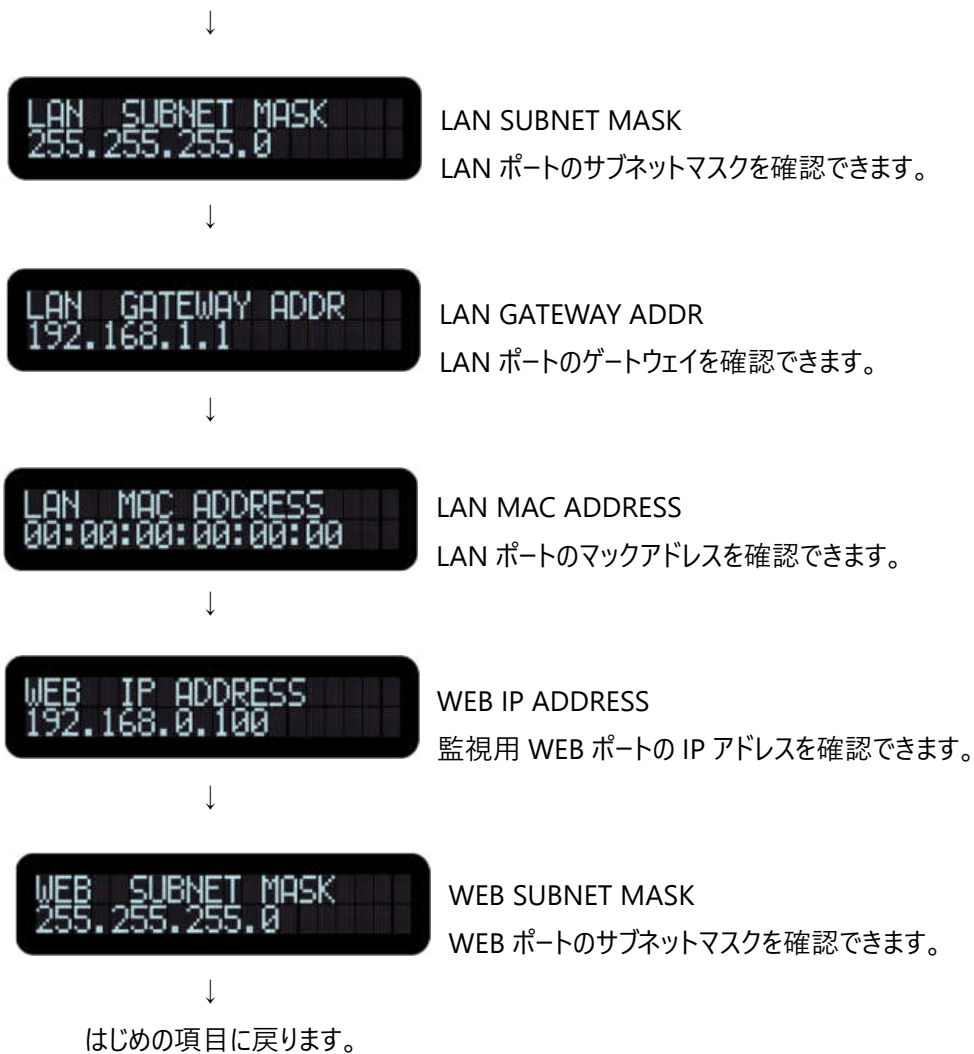 ↓
LAN SUBNET MASK
255.255.255.0
LAN SUBNET MASK
LAN ポートのサブネットマスクを確認できます。
↓
LAN GATEWAY ADDR
192.168.1.1
LAN GATEWAY ADDR
LAN ポートのゲートウェイを確認できます。
↓
LAN MAC ADDRESS
00:00:00:00:00:00
LAN MAC ADDRESS
LAN ポートのマックアドレスを確認できます。
↓
WEB IP ADDRESS
192.168.0.100
WEB IP ADDRESS
監視用 WEB ポートの IP アドレスを確認できます。
↓
WEB SUBNET MASK
255.255.255.0
WEB SUBNET MASK
WEB ポートのサブネットマスクを確認できます。
↓
はじめの項目に戻ります。